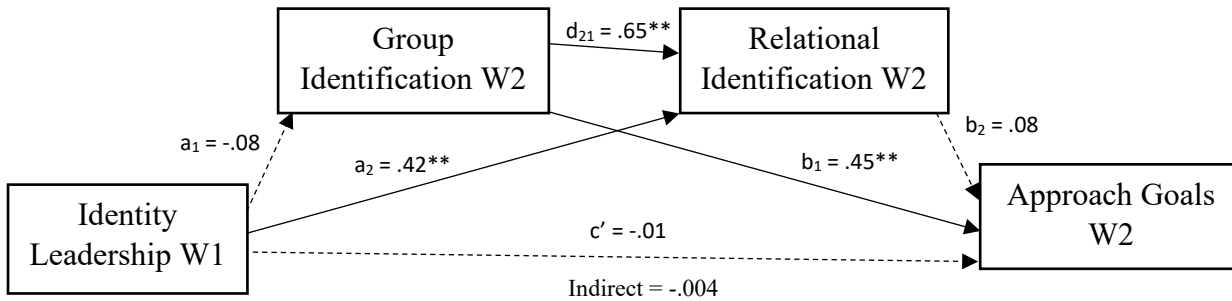 Group
Identification W2
d₂₁ = .65**
Relational
Identification W2
a₁ = -.08
a₂ = .42**
b₁ = .45**
b₂ = .08
Identity
Leadership W1
Approach Goals
W2
c’ = -.01
Indirect = -.004